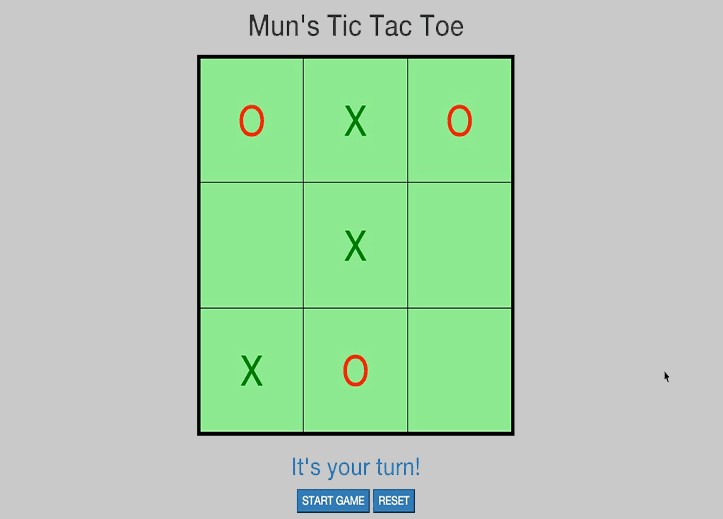 Mun's Tic Tac Toe
O X O
X
X O
It's your turn!
START GAME RESET